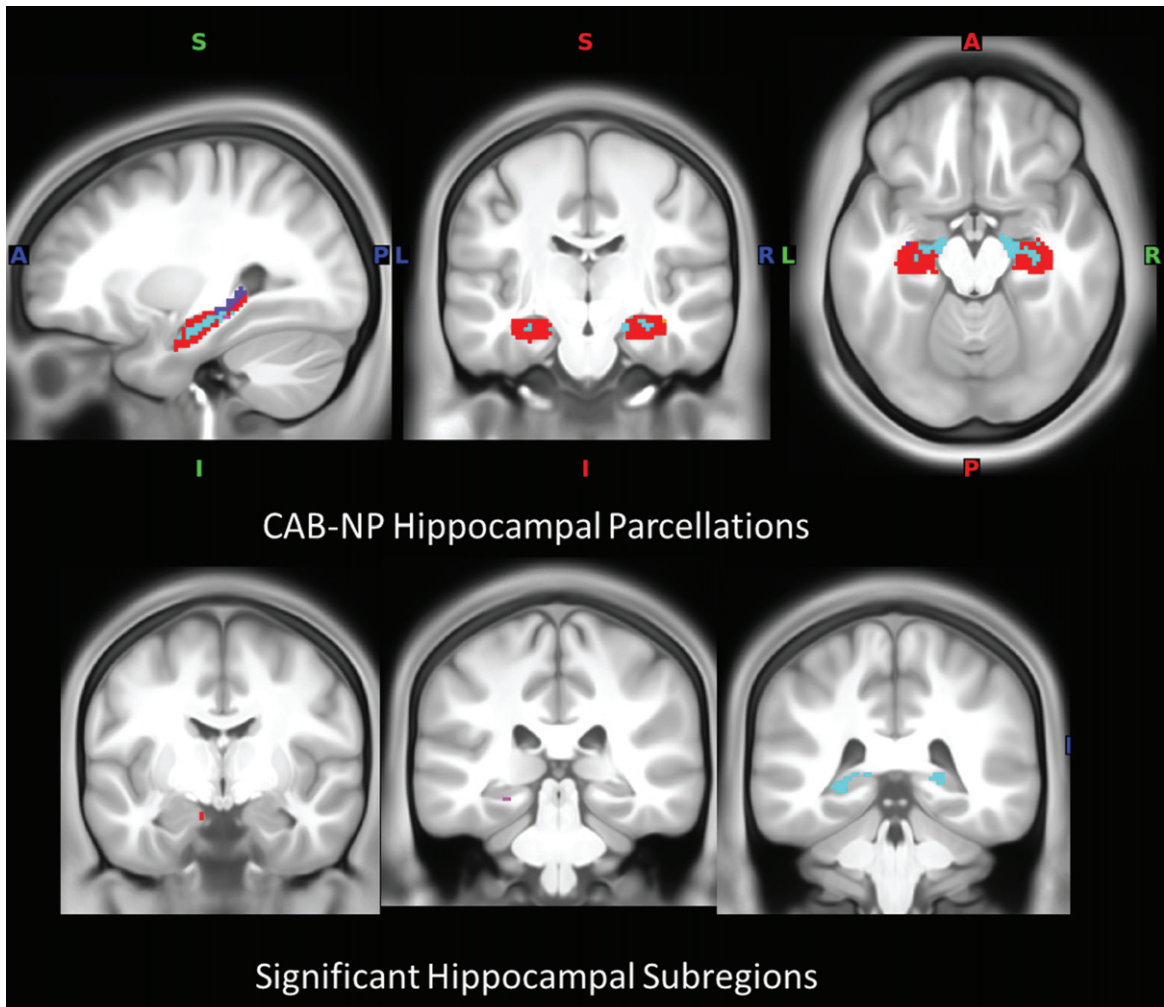 S S A
A P L R L R
I I P
CAB-NP Hippocampal Parcellations
Significant Hippocampal Subregions